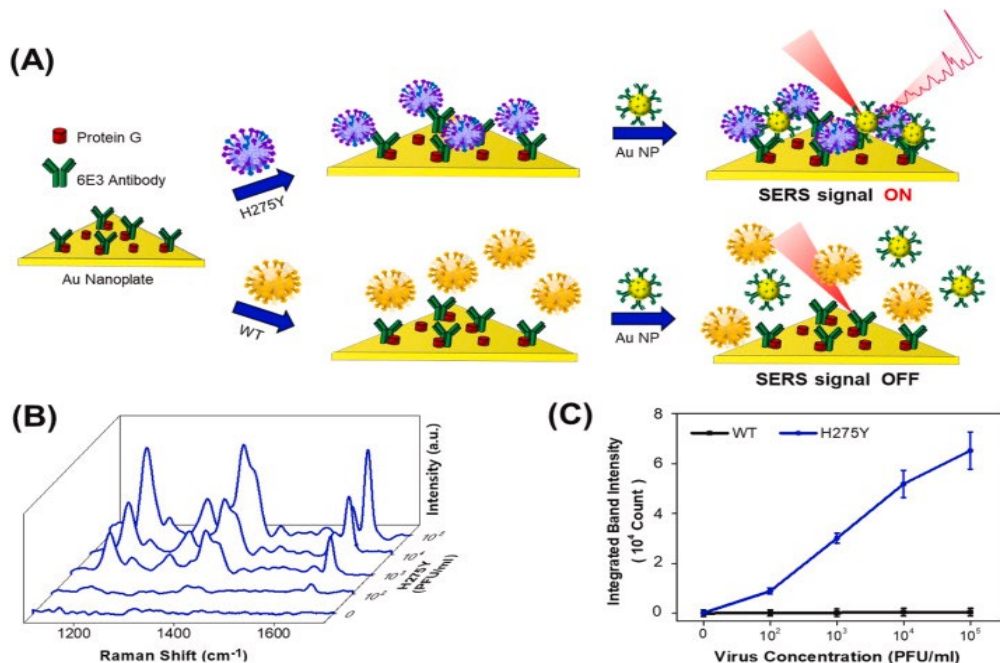 (A)
Protein G
6E3 Antibody
Au Nanoplate
H275Y
WT
Au NP
Au NP
SERS signal ON
SERS signal OFF
(B)
Intensity (a.u.)
10⁵
10⁴
10³
10²
0
H275Y
(PFU/ml)
1200 1400 1600
Raman Shift (cm⁻¹)
(C)
Integrated Band Intensity
( 10⁴ Count)
8
6
4
2
0
WT H275Y
0 10² 10³ 10⁴ 10⁵
Virus Concentration (PFU/ml)